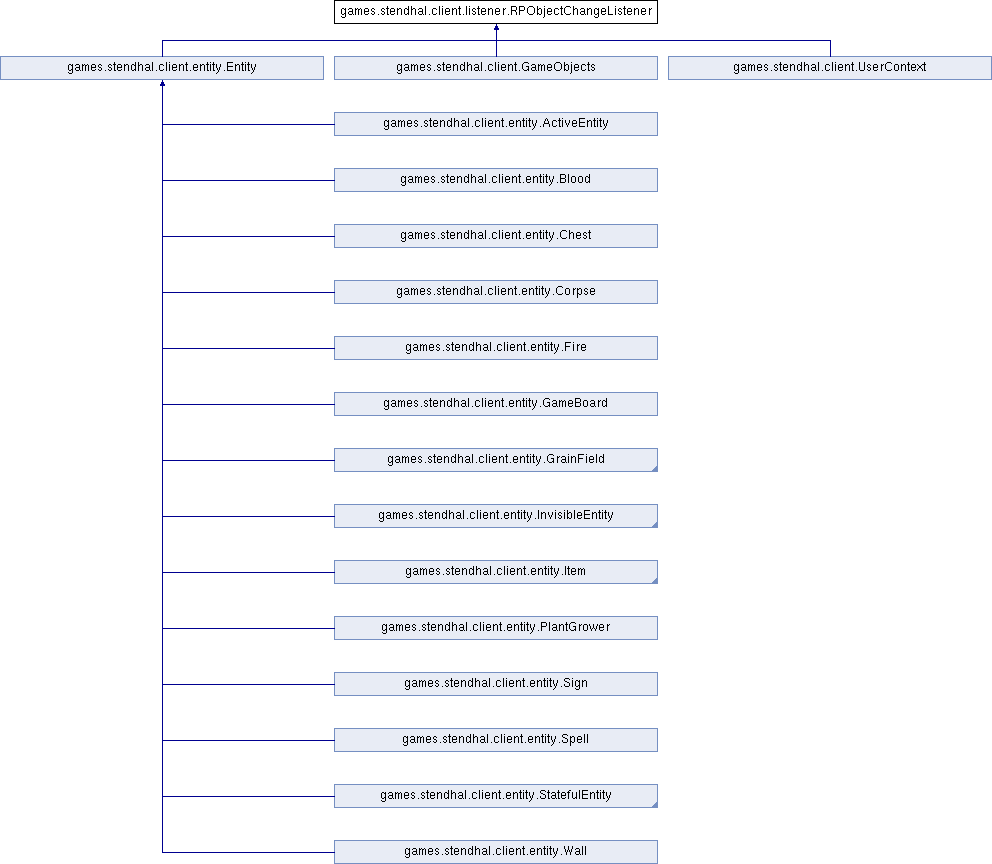 games.stendhal.client.listener.RPObjectChangeListener
games.stendhal.client.entity.Entity
games.stendhal.client.GameObjects
games.stendhal.client.UserContext
games.stendhal.client.entity.ActiveEntity
games.stendhal.client.entity.Blood
games.stendhal.client.entity.Chest
games.stendhal.client.entity.Corpse
games.stendhal.client.entity.Fire
games.stendhal.client.entity.GameBoard
games.stendhal.client.entity.GrainField
games.stendhal.client.entity.InvisibleEntity
games.stendhal.client.entity.Item
games.stendhal.client.entity.PlantGrower
games.stendhal.client.entity.Sign
games.stendhal.client.entity.Spell
games.stendhal.client.entity.StatefulEntity
games.stendhal.client.entity.Wall